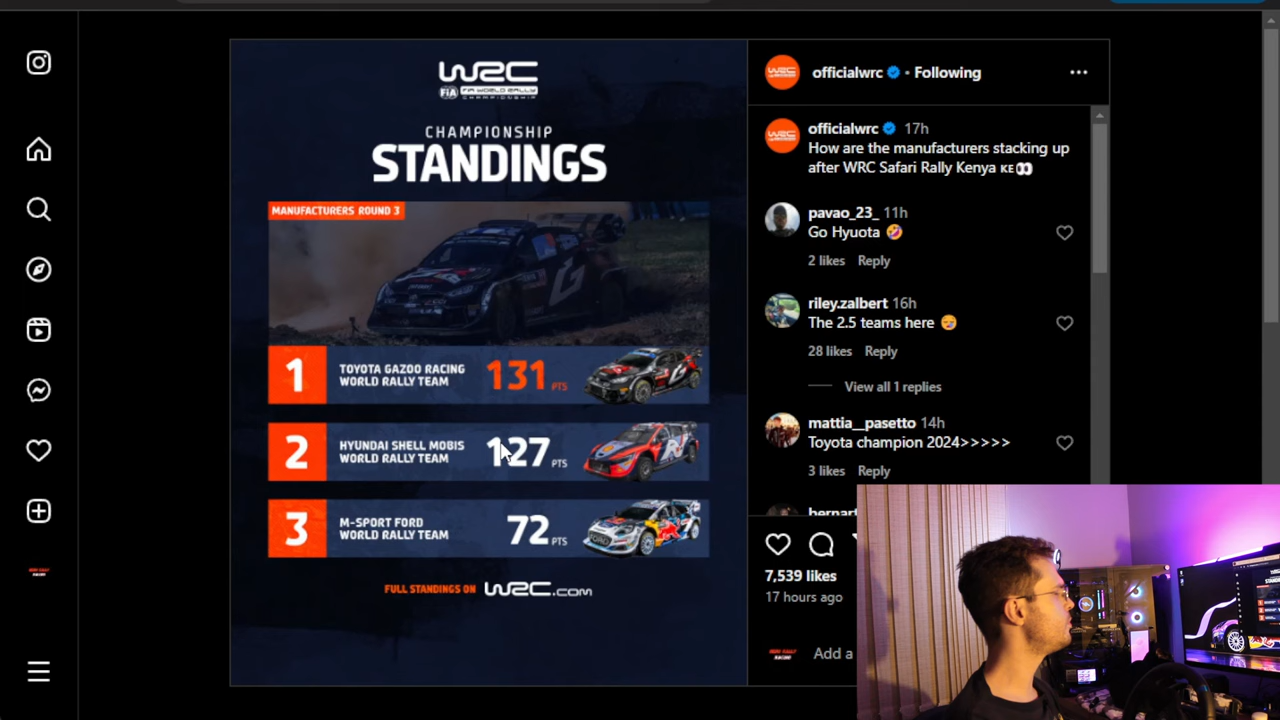 WRC
FIA WORLD RALLY
CHAMPIONSHIP
CHAMPIONSHIP
STANDINGS
MANUFACTURERS ROUND 3
1 TOYOTA GAZOO RACING
WORLD RALLY TEAM
131 PTS
2 HYUNDAI SHELL MOBIS
WORLD RALLY TEAM
127 PTS
3 M-SPORT FORD
WORLD RALLY TEAM
72 PTS
FULL STANDINGS ON WRC.COM
officialwrc • Following
officialwrc 17h
How are the manufacturers stacking up
after WRC Safari Rally Kenya KE👀
pavao_23_ 11h
Go Hyuota 🤣
2 likes Reply
riley.zalbert 16h
The 2.5 teams here 😴
28 likes Reply
View all 1 replies
mattia__pasetto 14h
Toyota champion 2024>>>>>
3 likes Reply
7,539 likes
17 hours ago
Add a